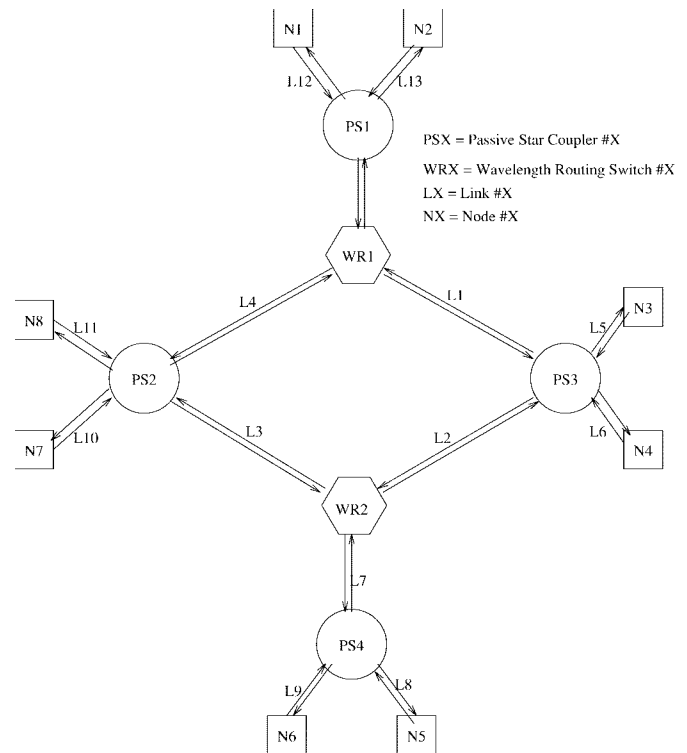 N1
N2
L12
L13
PS1
PSX = Passive Star Coupler #X
WRX = Wavelength Routing Switch #X
LX = Link #X
NX = Node #X
WR1
L4
L1
N8
L11
L5
N3
PS2
PS3
N7
L10
L3
L2
L6
N4
WR2
L7
PS4
L9
L8
N6
N5